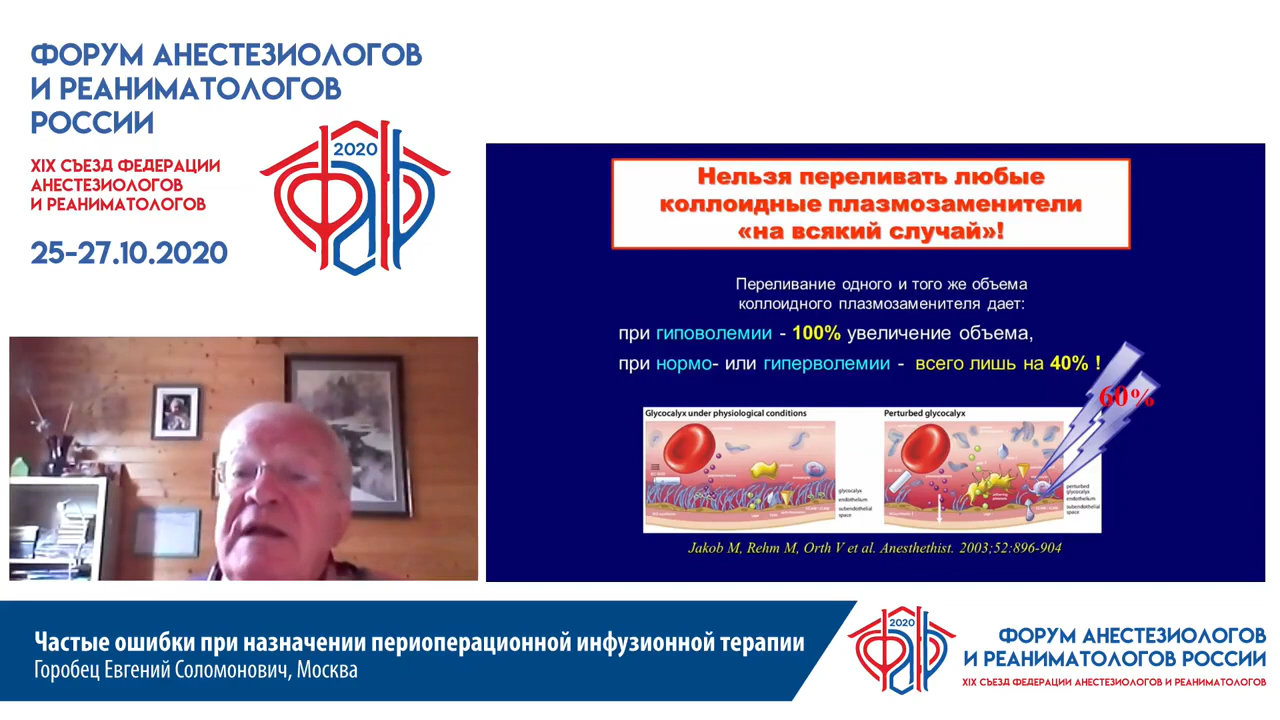 ФОРУМ АНЕСТЕЗИОЛОГОВ
И РЕАНИМАТОЛОГОВ
РОССИИ
XIX СЪЕЗД ФЕДЕРАЦИИ
АНЕСТЕЗИОЛОГОВ
И РЕАНИМАТОЛОГОВ
25-27.10.2020
2020
Нельзя переливать любые
коллоидные плазмозаменители
«на всякий случай»!
Переливание одного и того же объема
коллоидного плазмозаменителя дает:
при гиповолемии - 100% увеличение объема,
при нормо- или гиперволемии - всего лишь на 40% !
60%
Glycocalyx under physiological conditions
Perturbed glycocalyx
glycocalyx
endothelium
subendothelial
space
perturbed
glycocalyx
endothelium
subendothelial
space
Jakob M, Rehm M, Orth V et al. Anesthethist. 2003;52:896-904
Частые ошибки при назначении периоперационной инфузионной терапии
Горобец Евгений Соломонович, Москва
2020
ФОРУМ АНЕСТЕЗИОЛОГОВ
И РЕАНИМАТОЛОГОВ РОССИИ
XIX СЪЕЗД ФЕДЕРАЦИИ АНЕСТЕЗИОЛОГОВ И РЕАНИМАТОЛОГОВ